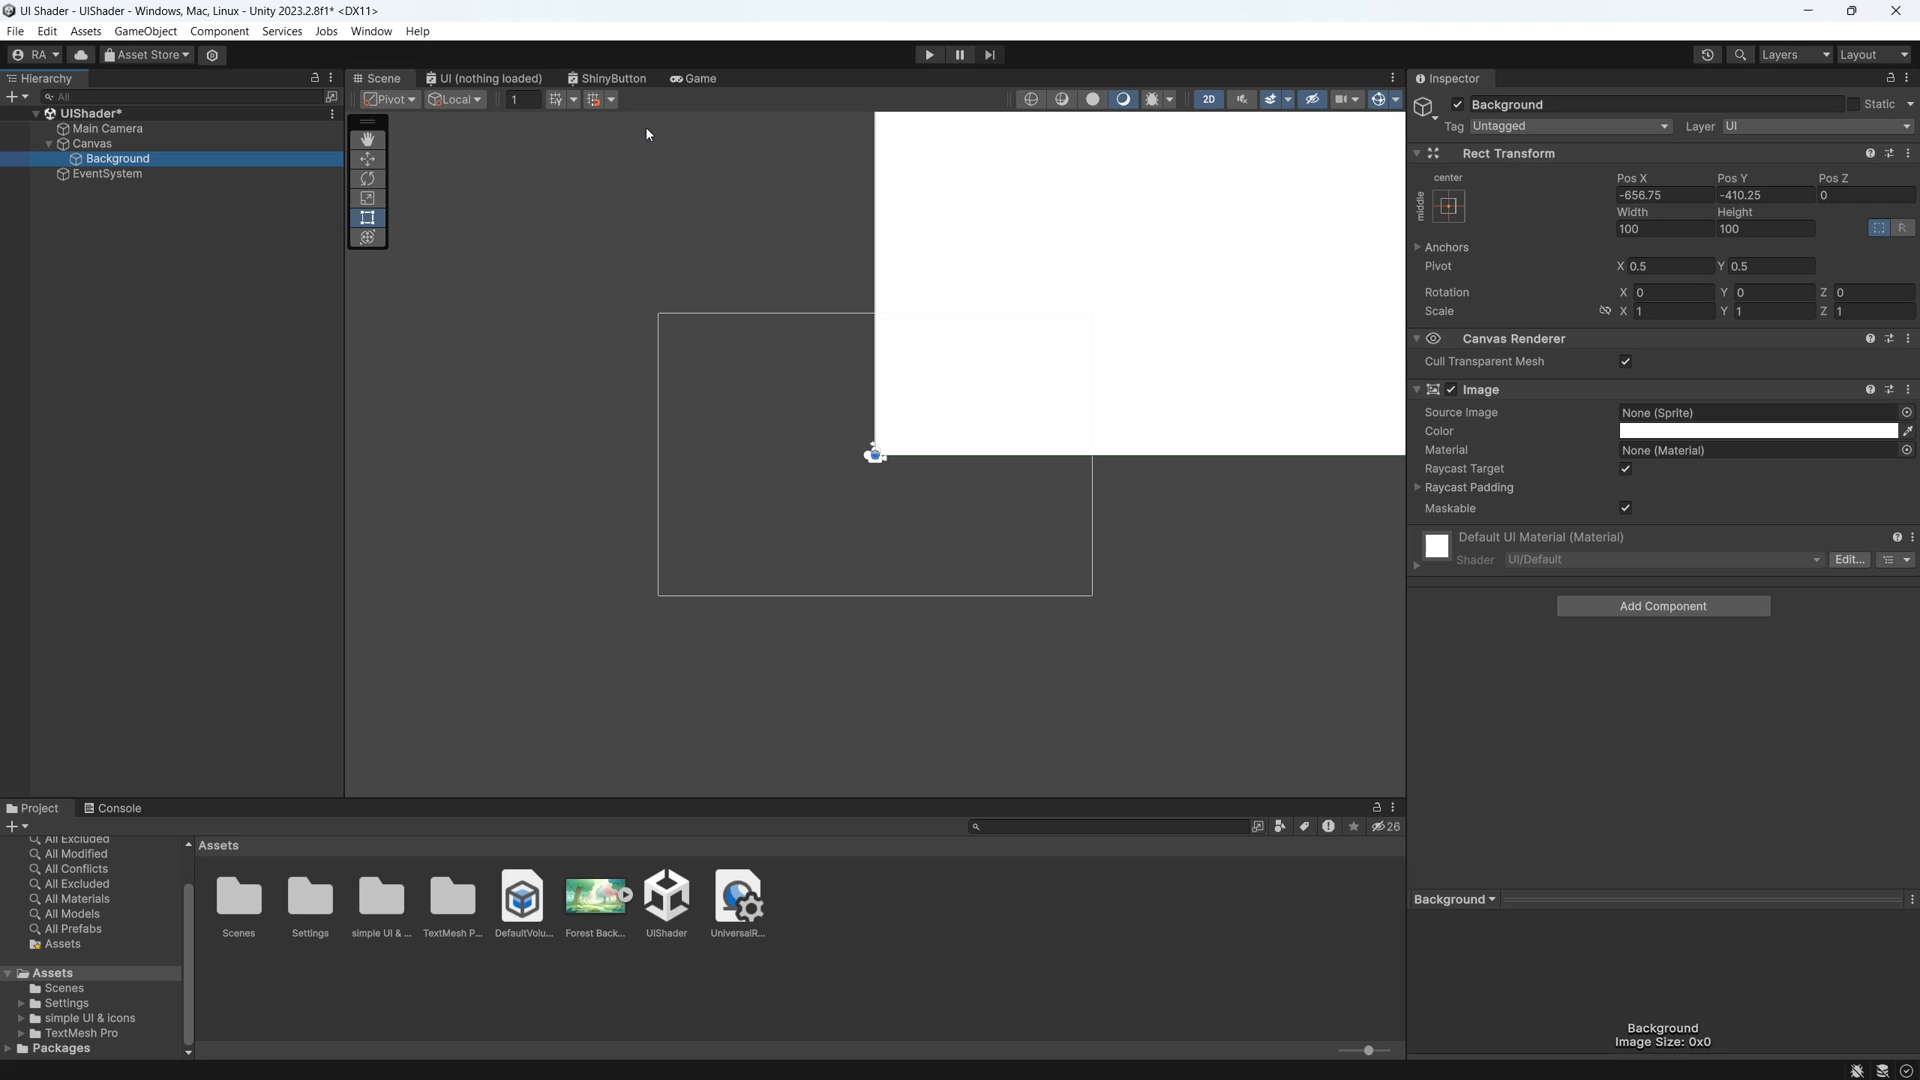 UI Shader - UIShader - Windows, Mac, Linux - Unity 2023.2.8f1* <DX11>
File Edit Assets GameObject Component Services Jobs Window Help
RA Asset Store Layers Layout
Hierarchy
All
UIShader*
Main Camera
Canvas
Background
EventSystem
Scene UI (nothing loaded) ShinyButton Game
Pivot Local 1 2D
Inspector
Background Static
Tag Untagged Layer UI
Rect Transform
center
middle
Pos X Pos Y Pos Z
-656.75 -410.25 0
Width Height
100 100 R
Anchors
Pivot X 0.5 Y 0.5
Rotation X 0 Y 0 Z 0
Scale X 1 Y 1 Z 1
Canvas Renderer
Cull Transparent Mesh
Image
Source Image None (Sprite)
Color
Material None (Material)
Raycast Target
Raycast Padding
Maskable
Default UI Material (Material)
Shader UI/Default Edit...
Add Component
Background
Background
Image Size: 0x0
Project Console
26
All Excluded
All Modified
All Conflicts
All Excluded
All Materials
All Models
All Prefabs
Assets
Assets
Scenes
Settings
simple UI & icons
TextMesh Pro
Packages
Assets
Scenes Settings simple UI & ... TextMesh P... DefaultVolu... Forest Back... UIShader UniversalR...